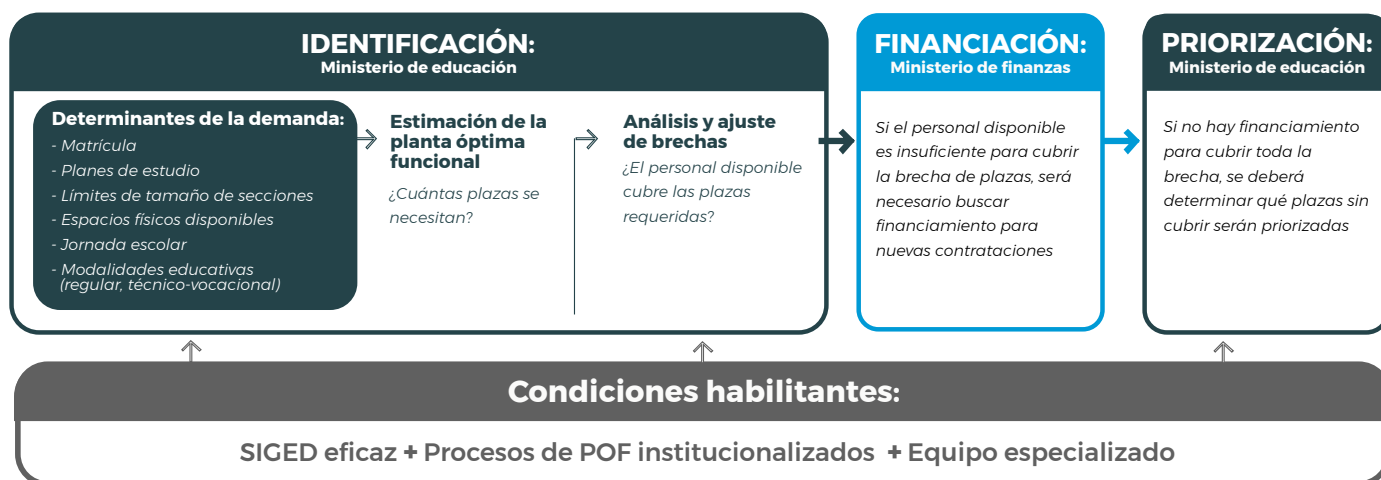 IDENTIFICACIÓN:
Ministerio de educación
Determinantes de la demanda:
- Matrícula
- Planes de estudio
- Límites de tamaño de secciones
- Espacios físicos disponibles
- Jornada escolar
- Modalidades educativas
(regular, técnico-vocacional)
Estimación de la
planta óptima
funcional
¿Cuántas plazas se
necesitan?
Análisis y ajuste
de brechas
¿El personal disponible
cubre las plazas
requeridas?
FINANCIACIÓN:
Ministerio de finanzas
Si el personal disponible
es insuficiente para cubrir
la brecha de plazas, será
necesario buscar
financiamiento para
nuevas contrataciones
PRIORIZACIÓN:
Ministerio de educación
Si no hay financiamiento
para cubrir toda la
brecha, se deberá
determinar qué plazas sin
cubrir serán priorizadas
Condiciones habilitantes:
SIGED eficaz + Procesos de POF institucionalizados + Equipo especializado